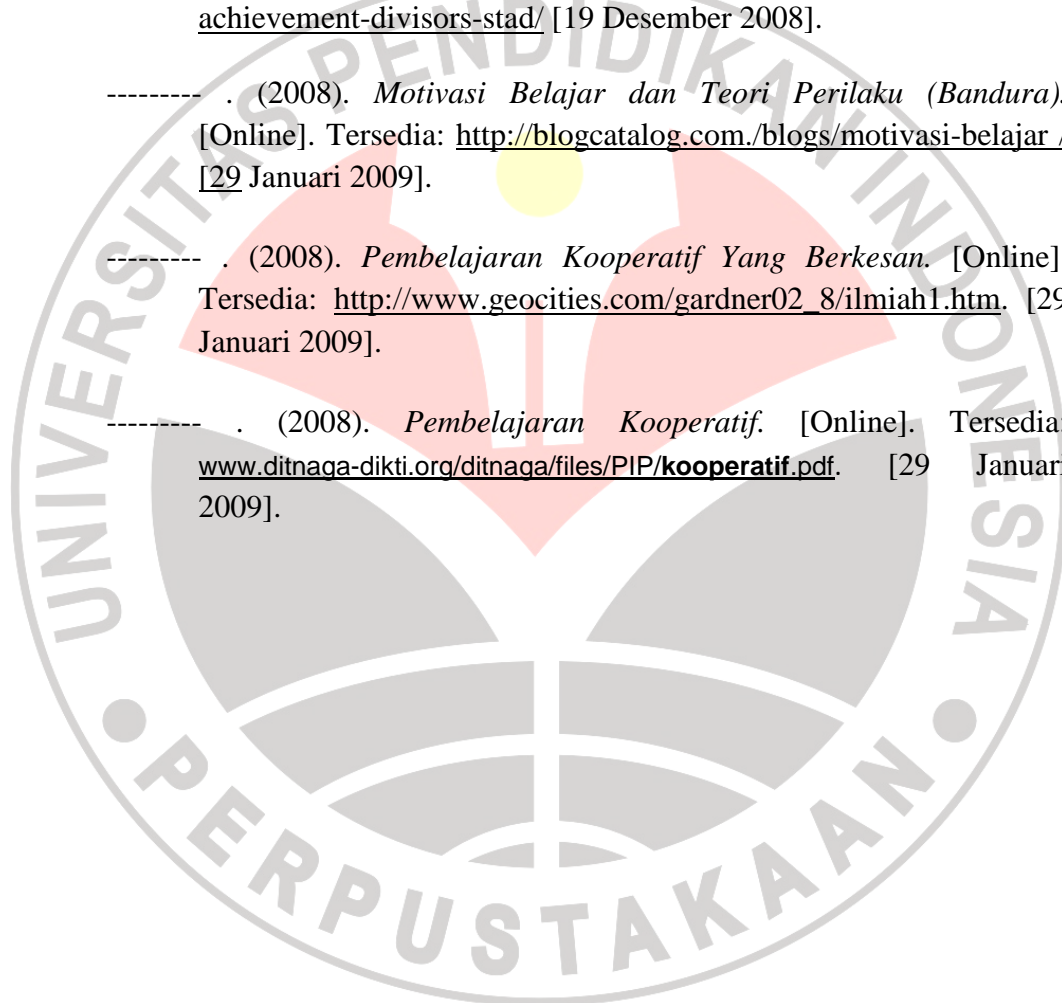 achievement-divisors-stad/ [19 Desember 2008].
--------- . (2008). Motivasi Belajar dan Teori Perilaku (Bandura).
[Online]. Tersedia: http://blogcatalog.com./blogs/motivasi-belajar /
[29 Januari 2009].
--------- . (2008). Pembelajaran Kooperatif Yang Berkesan. [Online]
Tersedia: http://www.geocities.com/gardner02_8/ilmiah1.htm. [29
Januari 2009].
--------- . (2008). Pembelajaran Kooperatif. [Online]. Tersedia:
www.ditnaga-dikti.org/ditnaga/files/PIP/kooperatif.pdf. [29 Januari
2009].
UNIVERSITAS PENDIDIKAN INDONESIA
PERPUSTAKAAN